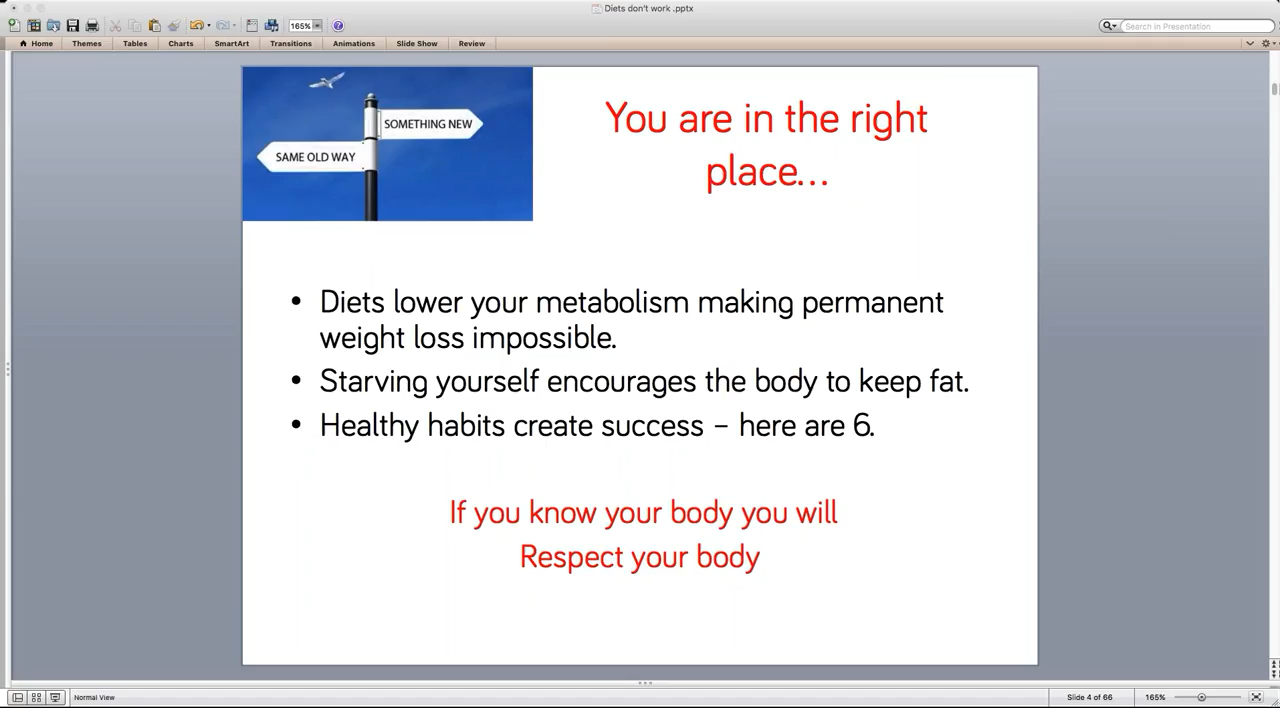 Diets don't work .pptx
165%
Search in Presentation
Home Themes Tables Charts SmartArt Transitions Animations Slide Show Review
SOMETHING NEW
SAME OLD WAY
You are in the right
place...
• Diets lower your metabolism making permanent
weight loss impossible.
• Starving yourself encourages the body to keep fat.
• Healthy habits create success – here are 6.
If you know your body you will
Respect your body
Normal View
Slide 4 of 66
165%